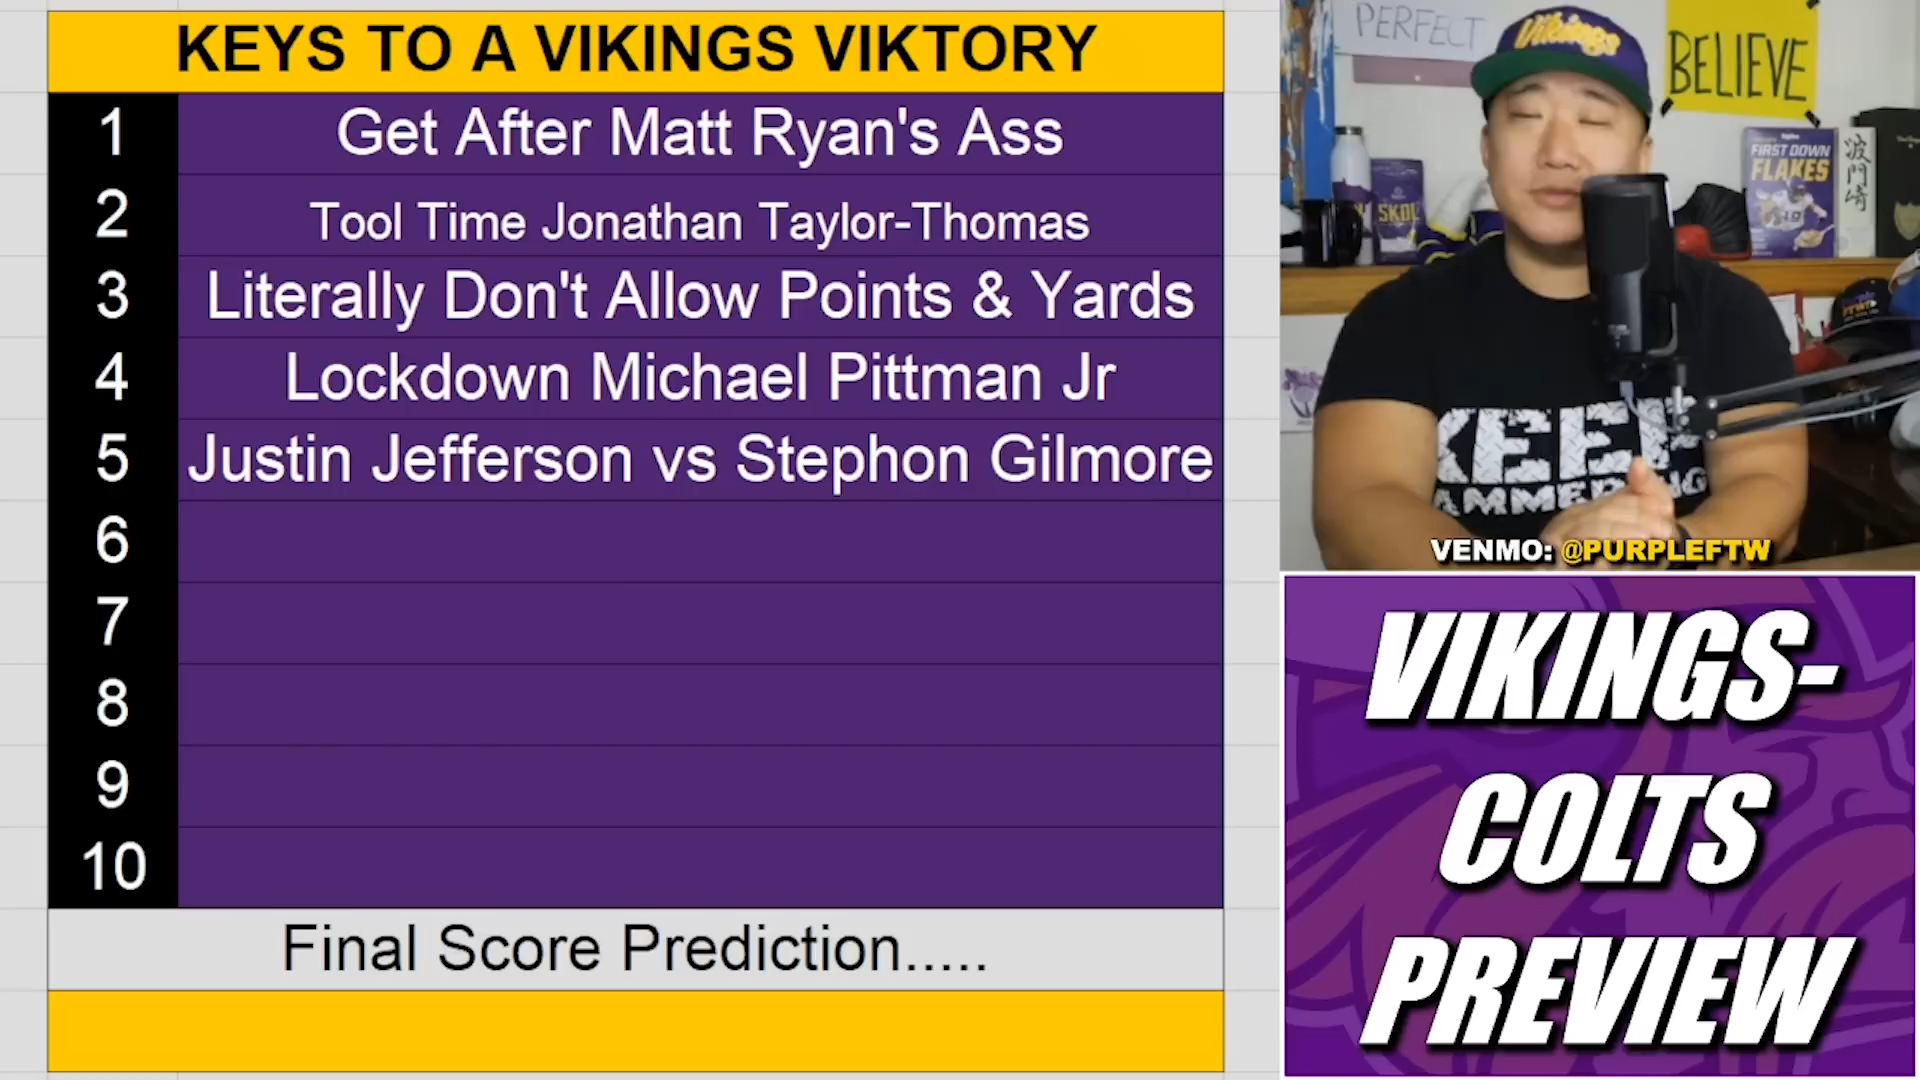 KEYS TO A VIKINGS VIKTORY
1 Get After Matt Ryan's Ass
2 Tool Time Jonathan Taylor-Thomas
3 Literally Don't Allow Points & Yards
4 Lockdown Michael Pittman Jr
5 Justin Jefferson vs Stephon Gilmore
6
7
8
9
10
Final Score Prediction.....
PERFECT
Vikings
BELIEVE
FIRST DOWN
FLAKES
SKOL
KEEP
AMMERING
VENMO: @PURPLEFTW
VIKINGS-
COLTS
PREVIEW